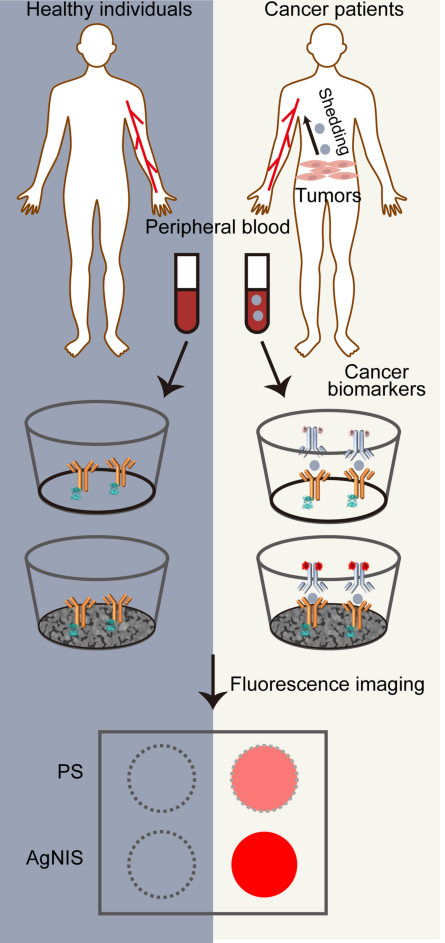 Healthy individuals
Cancer patients
Shedding
Tumors
Peripheral blood
Cancer
biomarkers
Fluorescence imaging
PS
AgNIS